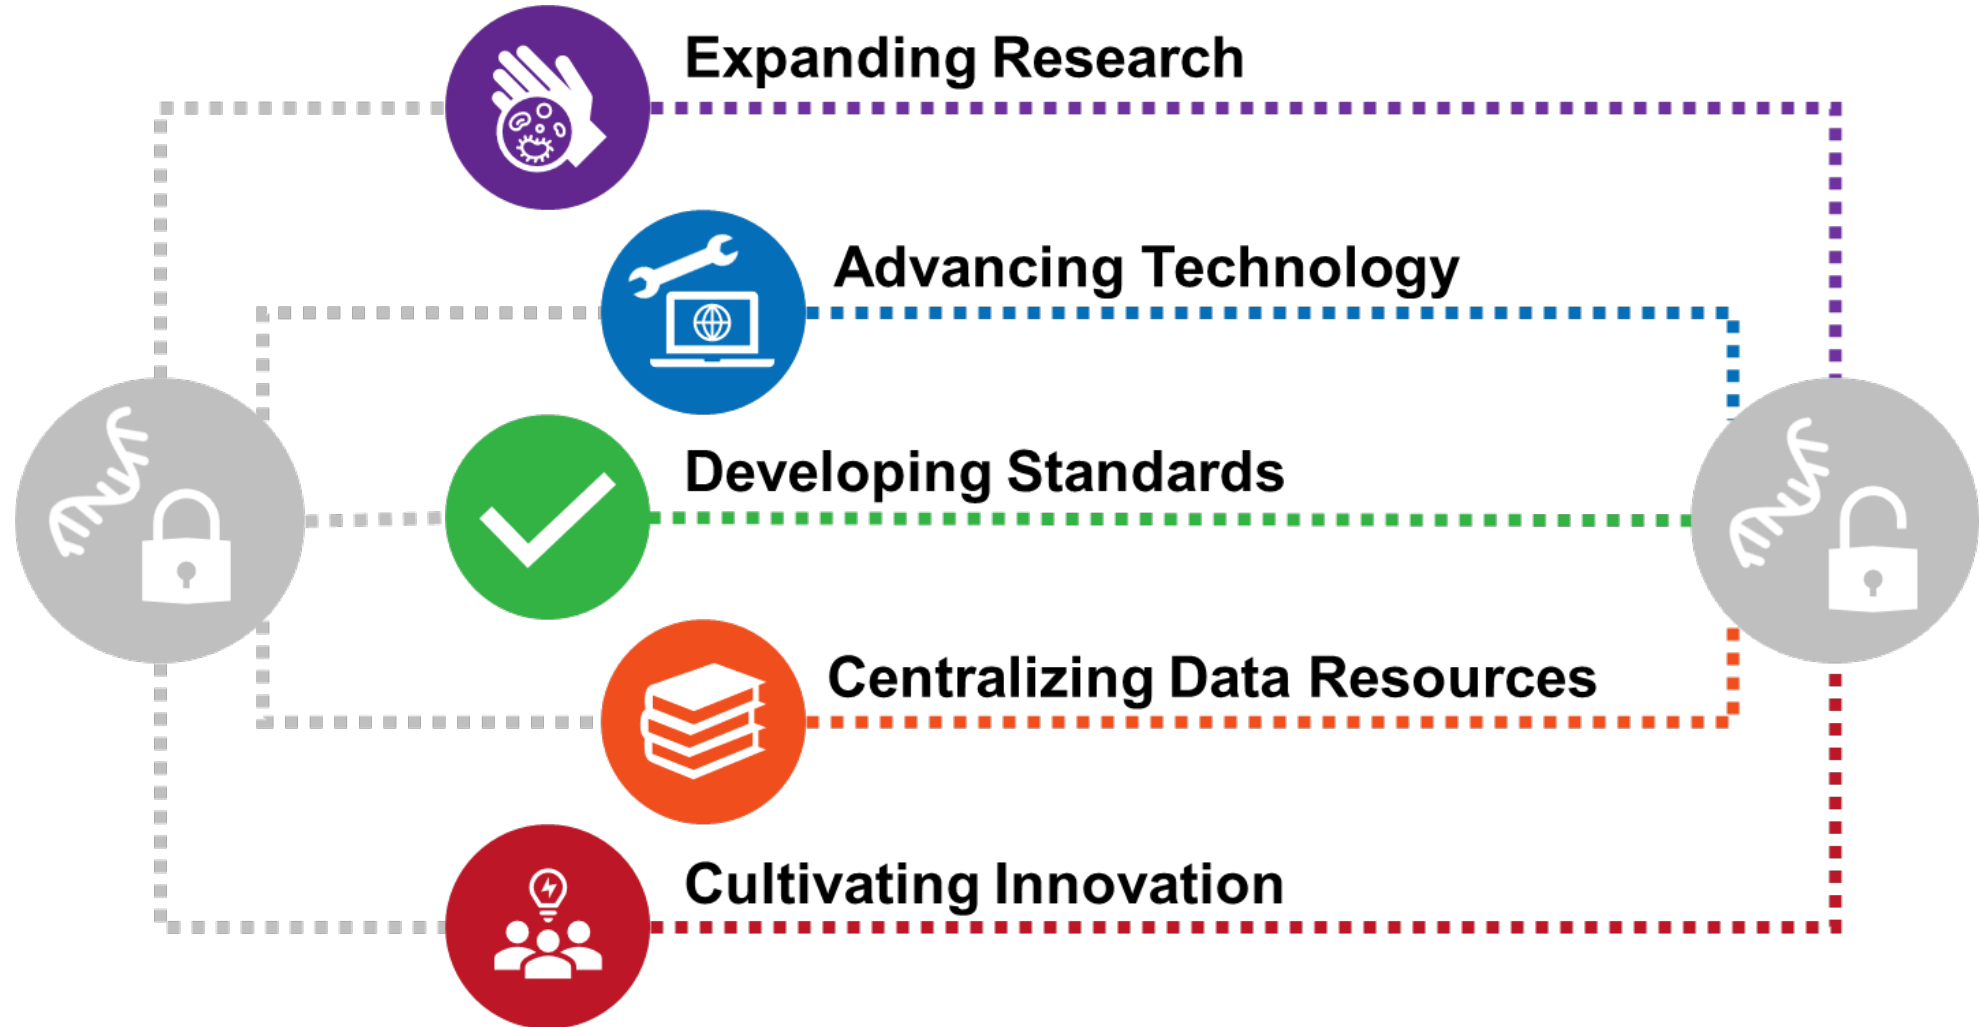 Expanding Research
Advancing Technology
Developing Standards
Centralizing Data Resources
Cultivating Innovation